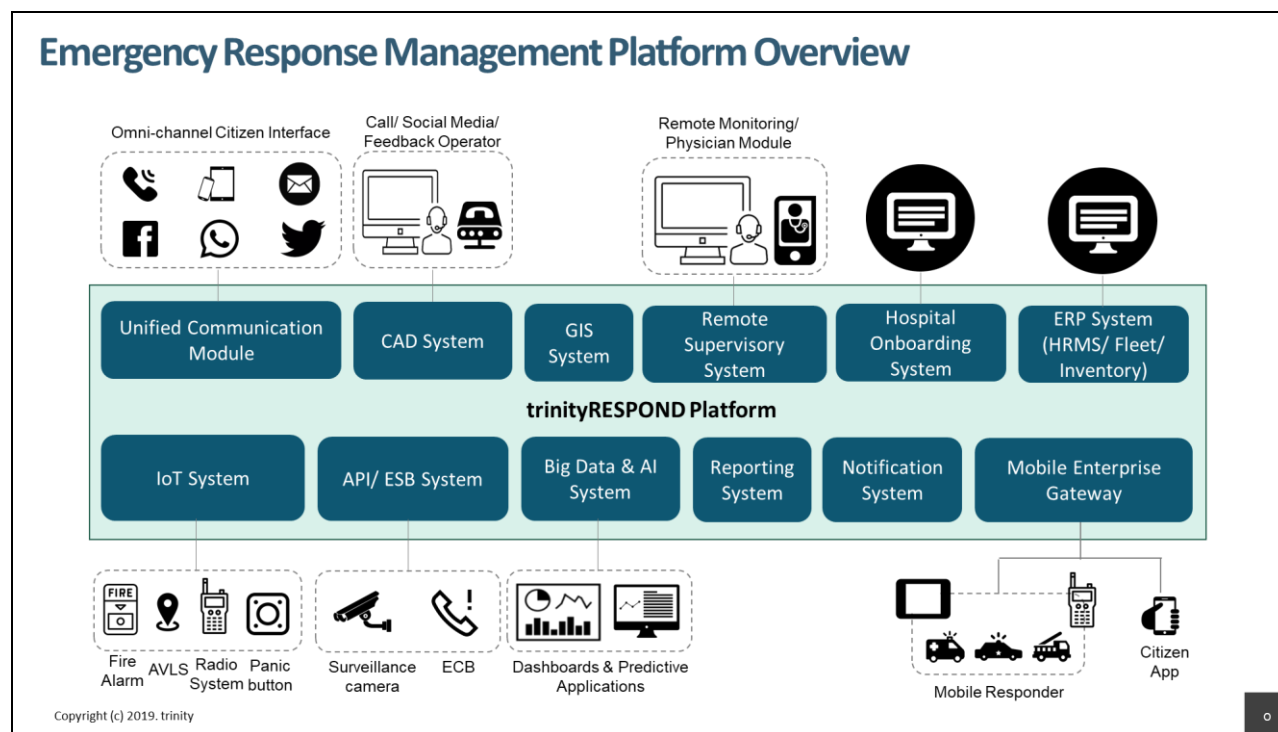 Emergency Response Management Platform Overview
Omni-channel Citizen Interface
Call/ Social Media/
Feedback Operator
Remote Monitoring/
Physician Module
Unified Communication
Module
CAD System
GIS
System
Remote
Supervisory
System
Hospital
Onboarding
System
ERP System
(HRMS/ Fleet/
Inventory)
trinityRESPOND Platform
IoT System
API/ ESB System
Big Data & AI
System
Reporting
System
Notification
System
Mobile Enterprise
Gateway
FIRE
Fire
Alarm
AVLS
Radio
System
Panic
button
Surveillance
camera
ECB
Dashboards & Predictive
Applications
Mobile Responder
Citizen
App
Copyright (c) 2019. trinity
0